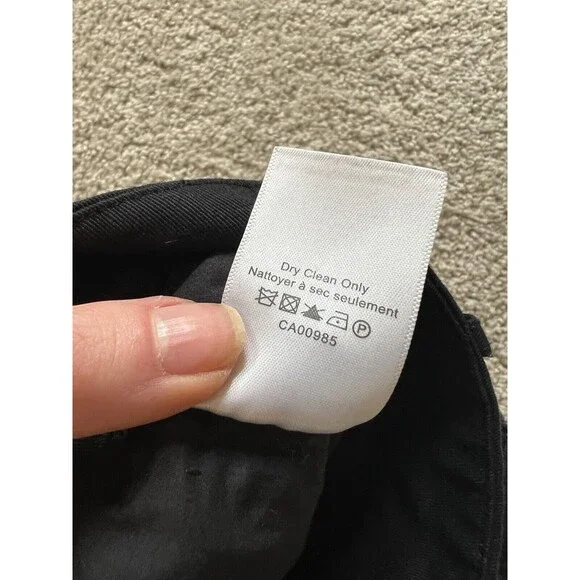 Dry Clean Only
Nattoyer à sec seulement
P
CA00985